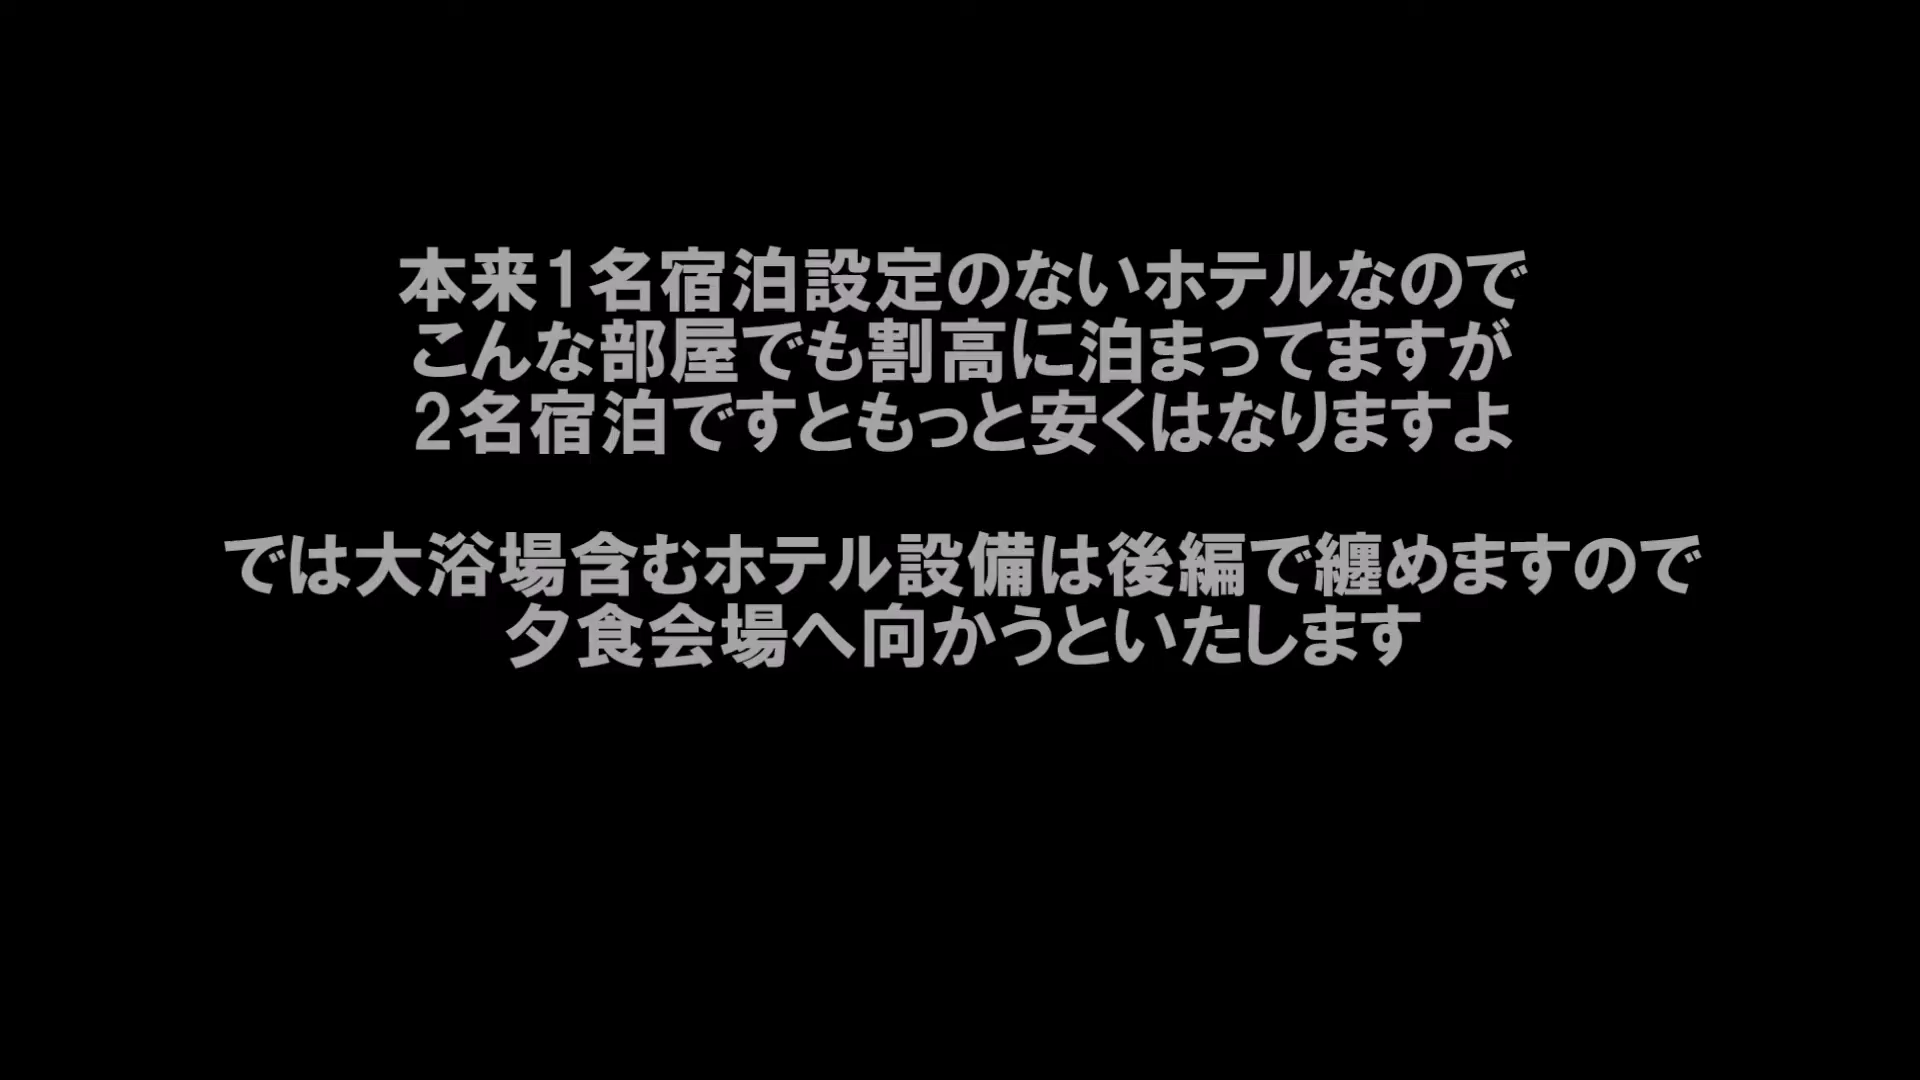 本来1名宿泊設定のないホテルなので
こんな部屋でも割高に泊まってますが
2名宿泊ですともっと安くはなりますよ
では大浴場含むホテル設備は後編で纏めますので
夕食会場へ向かうといたします